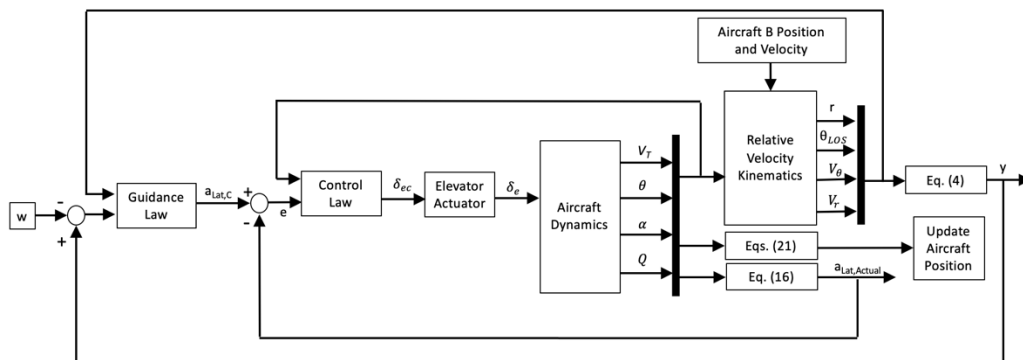 Aircraft B Position
and Velocity
r
θ_LOS
V_θ
V_r
Relative
Velocity
Kinematics
Eq. (4)
y
w
-
+
Guidance
Law
a_Lat,C
+
-
e
Control
Law
δ_ec
Elevator
Actuator
δ_e
Aircraft
Dynamics
V_T
θ
α
Q
Eqs. (21)
Eq. (16)
a_Lat,Actual
Update
Aircraft
Position